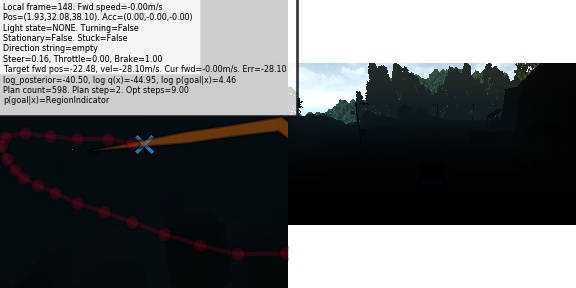 Local frame=148. Fwd speed=-0.00m/s
Pos=(1.93,32.08,38.10). Acc=(0.00,-0.00,-0.00)
Light state=NONE. Turning=False
Stationary=False. Stuck=False
Direction string=empty
Steer=0.16, Throttle=0.00, Brake=1.00
Target fwd pos=-22.48, vel=-28.10m/s. Cur fwd=-0.00m/s. Err=-28.10
log_posterior=-40.50, log q(x)=-44.95, log p(goal|x)=4.46
Plan count=598. Plan step=2. Opt steps=9.00
p(goal|x)=RegionIndicator